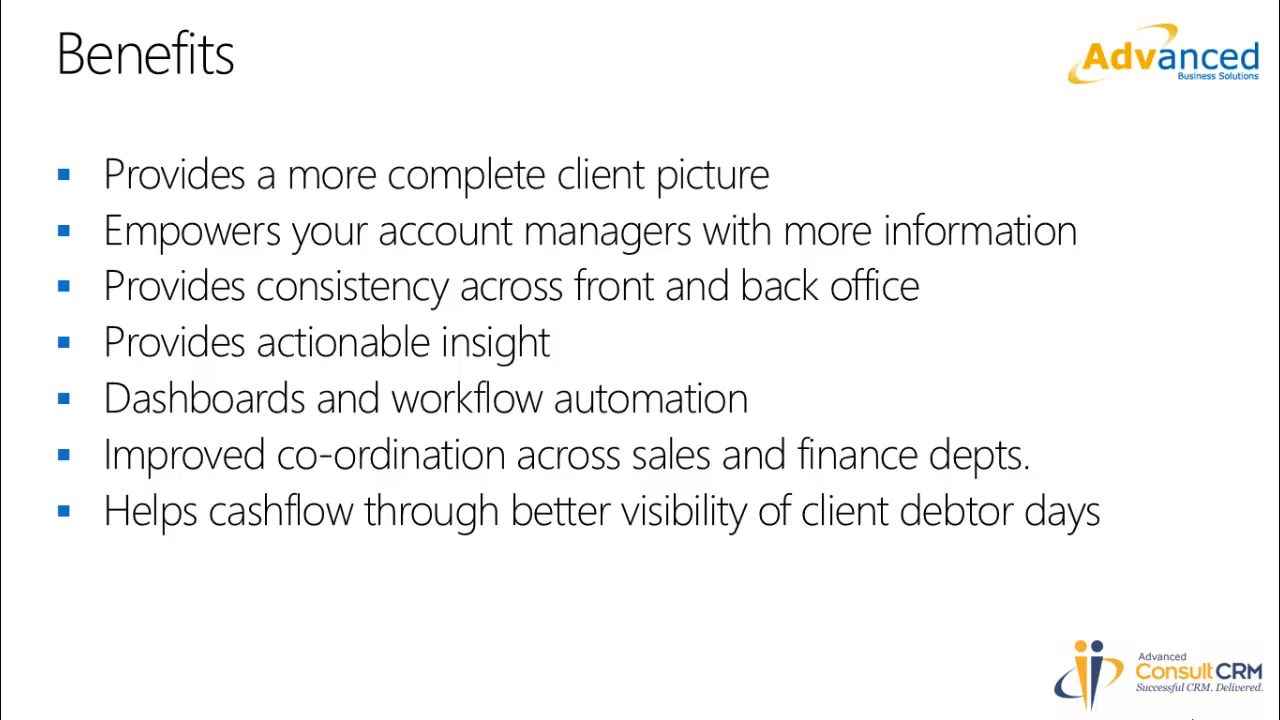 Benefits
Advanced
Business Solutions
Provides a more complete client picture
Empowers your account managers with more information
Provides consistency across front and back office
Provides actionable insight
Dashboards and workflow automation
Improved co-ordination across sales and finance depts.
Helps cashflow through better visibility of client debtor days
Advanced
ConsultCRM
Successful CRM. Delivered.